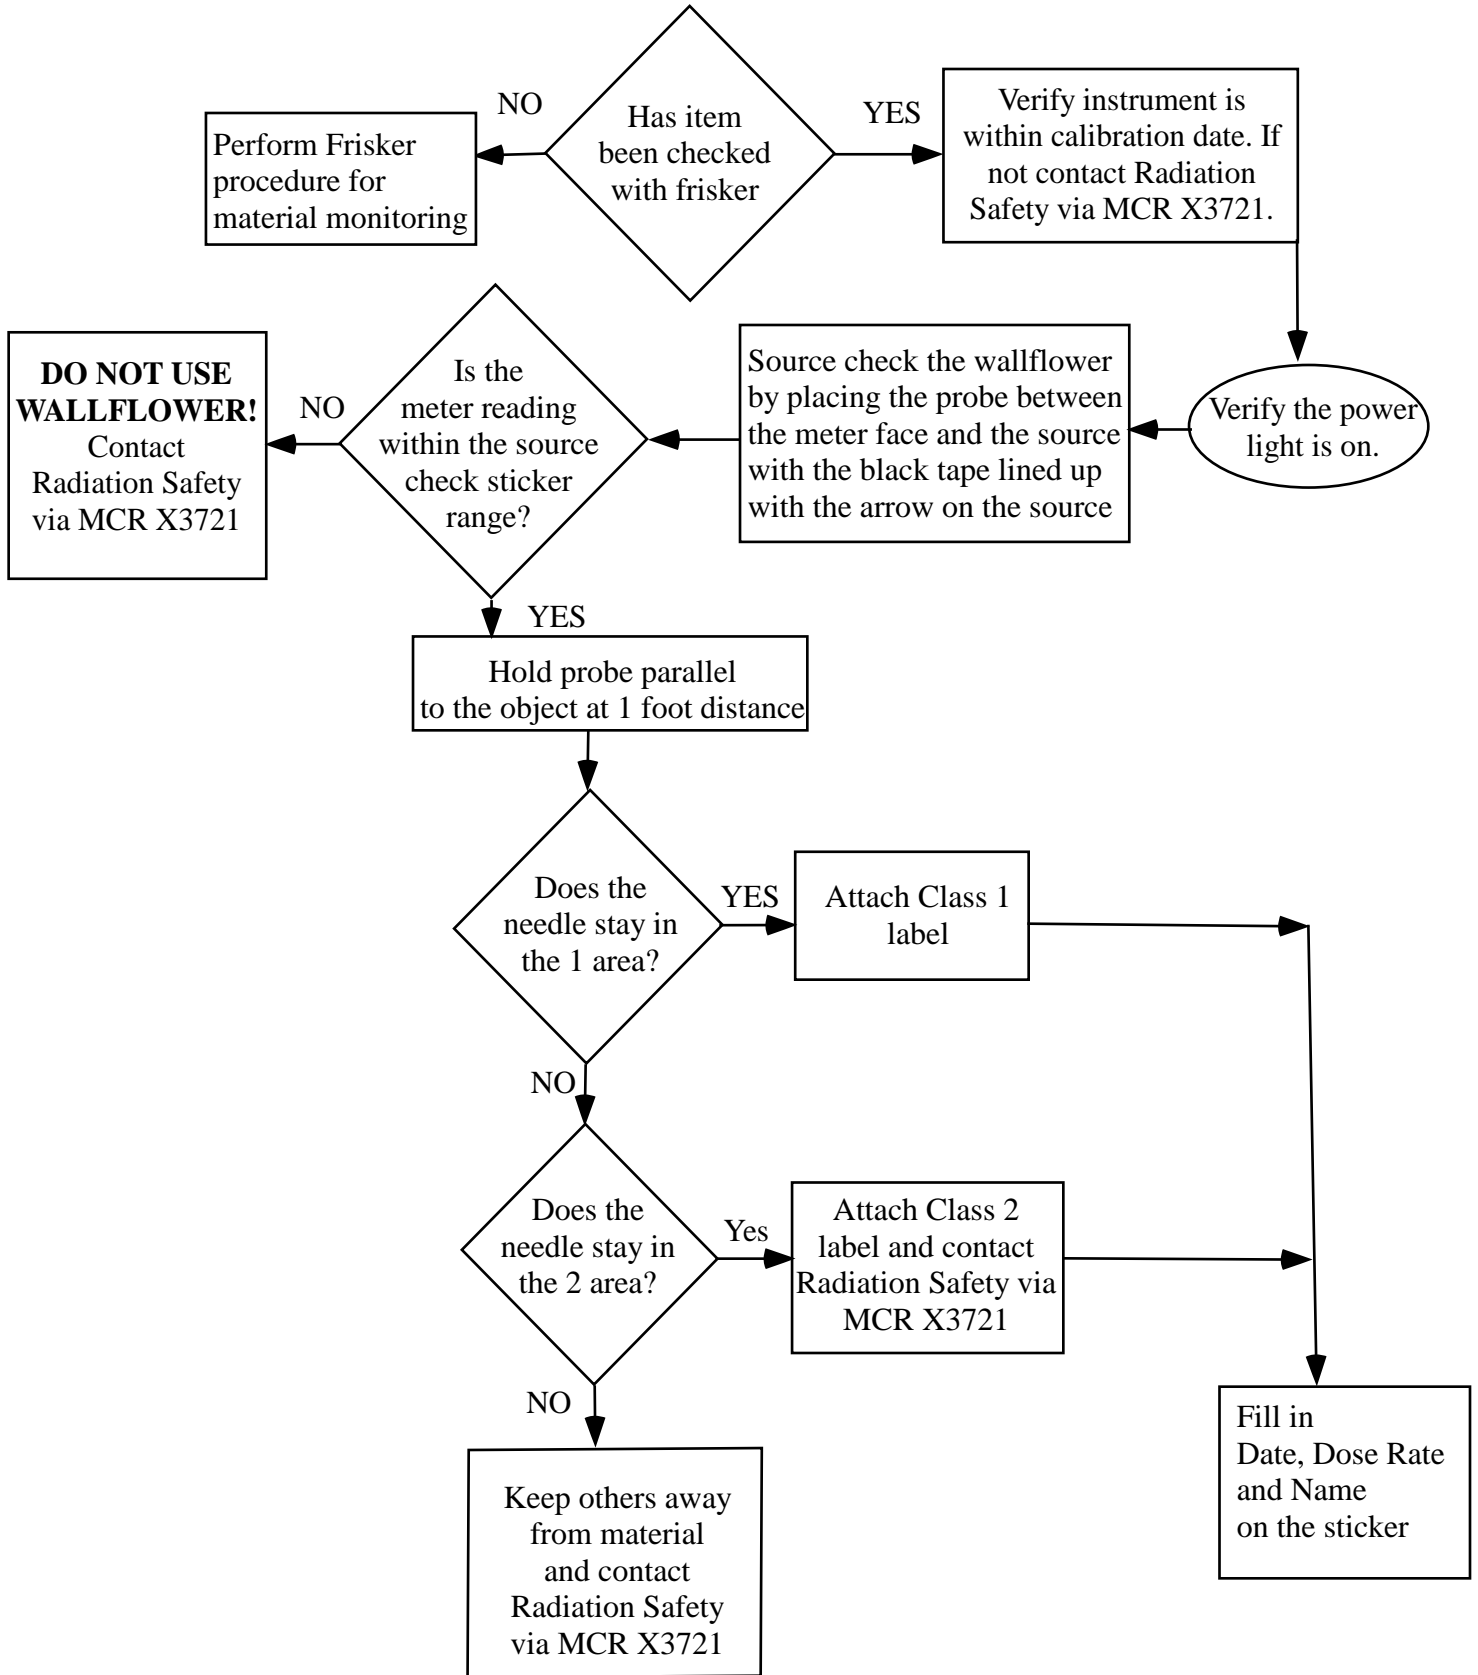 NO
YES
Has item
been checked
with frisker
Perform Frisker
procedure for
material monitoring
Verify instrument is
within calibration date. If
not contact Radiation
Safety via MCR X3721.
Verify the power
light is on.
Source check the wallflower
by placing the probe between
the meter face and the source
with the black tape lined up
with the arrow on the source
Is the
meter reading
within the source
check sticker
range?
NO
DO NOT USE
WALLFLOWER!
Contact
Radiation Safety
via MCR X3721
YES
Hold probe parallel
to the object at 1 foot distance
Does the
needle stay in
the 1 area?
YES
Attach Class 1
label
NO
Does the
needle stay in
the 2 area?
Yes
Attach Class 2
label and contact
Radiation Safety via
MCR X3721
NO
Keep others away
from material
and contact
Radiation Safety
via MCR X3721
Fill in
Date, Dose Rate
and Name
on the sticker